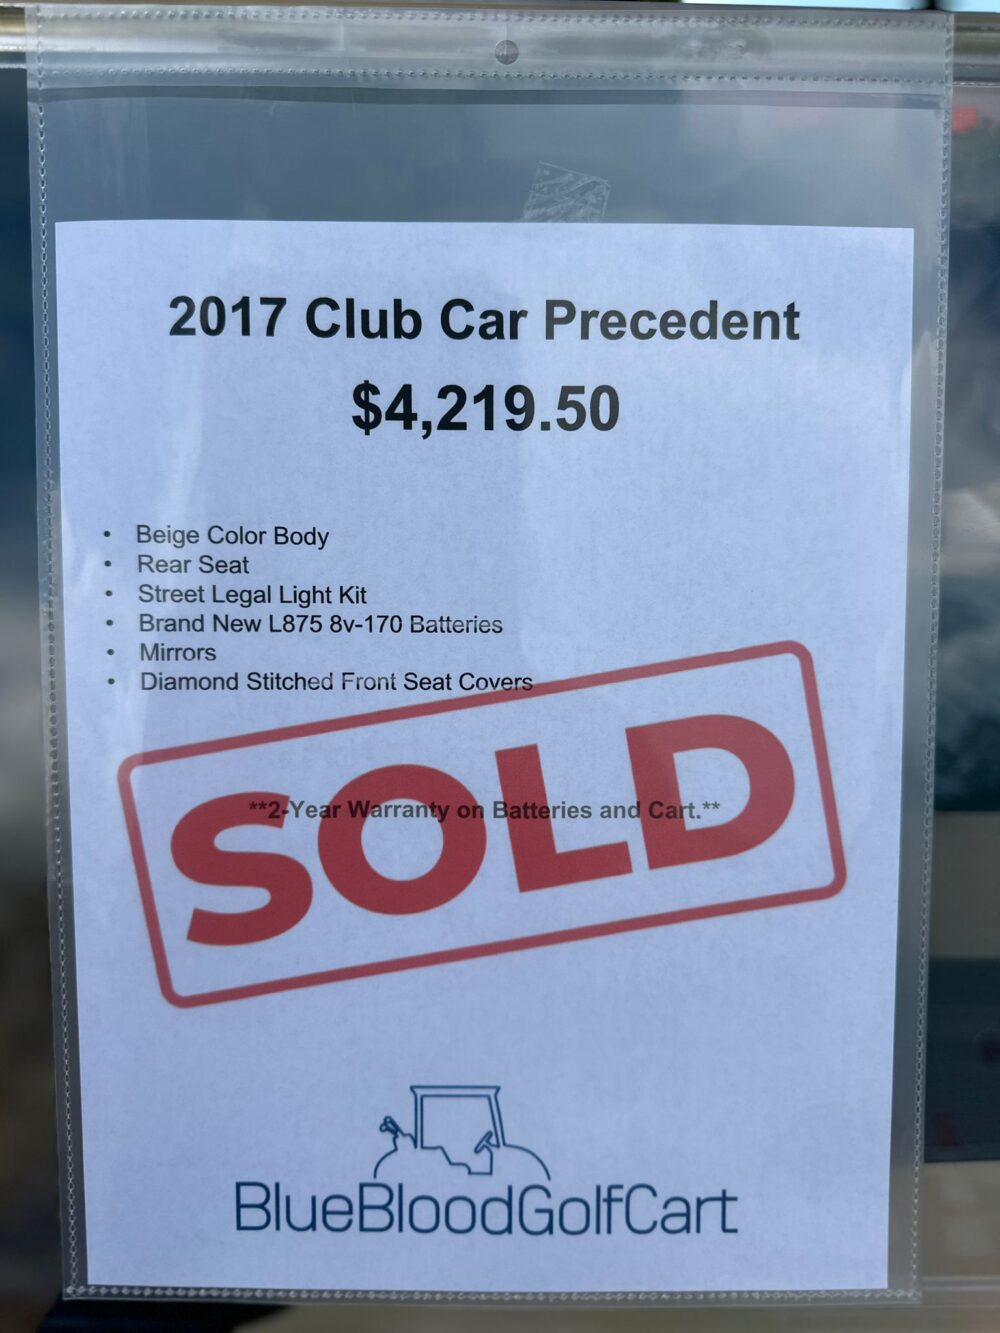 2017 Club Car Precedent
$4,219.50
• Beige Color Body
• Rear Seat
• Street Legal Light Kit
• Brand New L875 8v-170 Batteries
• Mirrors
• Diamond Stitched Front Seat Covers
**2-Year Warranty on Batteries and Cart.**
SOLD
BlueBloodGolfCart